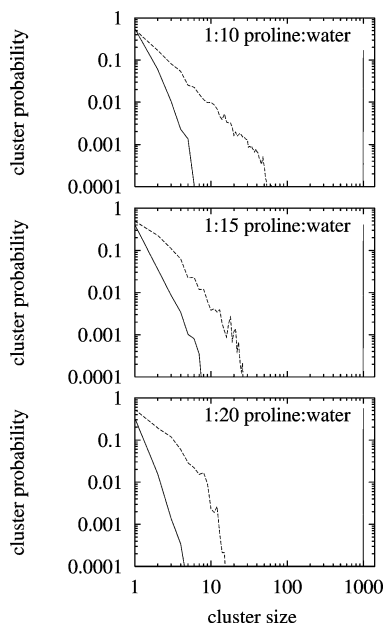 1
1:10 proline:water
0.1
0.01
0.001
0.0001
cluster probability
1
1:15 proline:water
0.1
0.01
0.001
0.0001
cluster probability
1
1:20 proline:water
0.1
0.01
0.001
0.0001
cluster probability
1 10 100 1000
cluster size